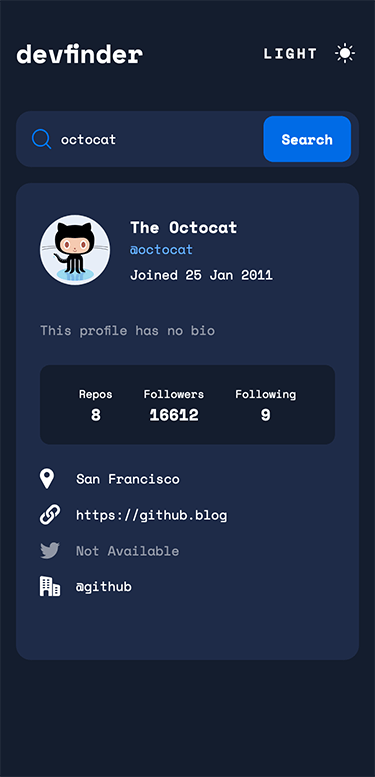 devfinder
LIGHT
octocat
Search
The Octocat
@octocat
Joined 25 Jan 2011
This profile has no bio
Repos Followers Following
8 16612 9
San Francisco
https://github.blog
Not Available
@github